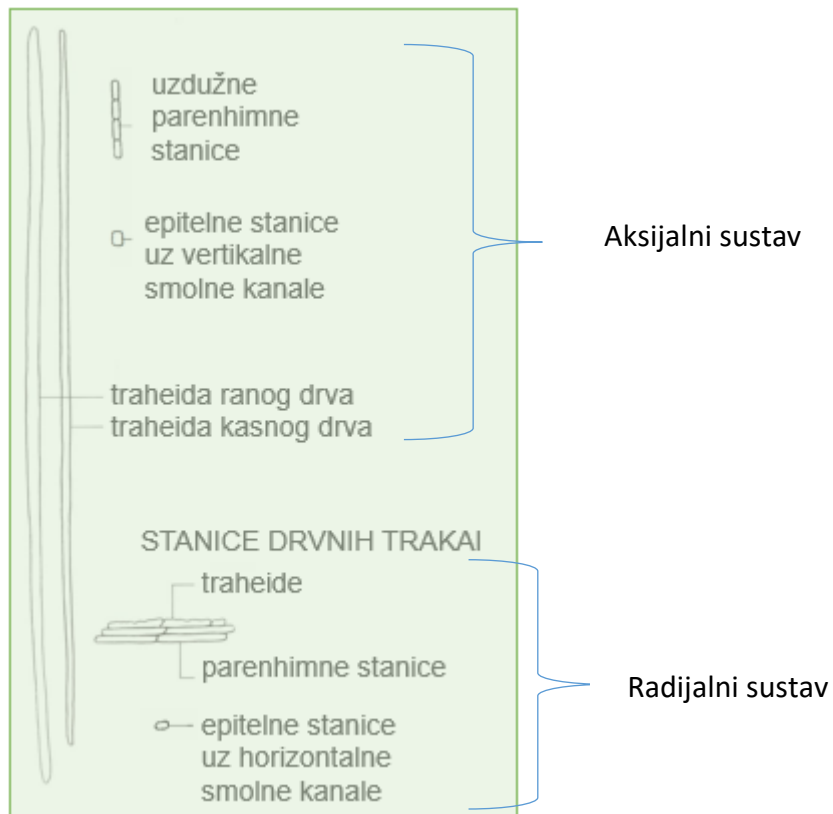 uzdužne
parenhimne
stanice
epitelne stanice
uz vertikalne
smolne kanale
Aksijalni sustav
traheida ranog drva
traheida kasnog drva
STANICE DRVNIH TRAKAI
traheide
parenhimne stanice
Radijalni sustav
epitelne stanice
uz horizontalne
smolne kanale